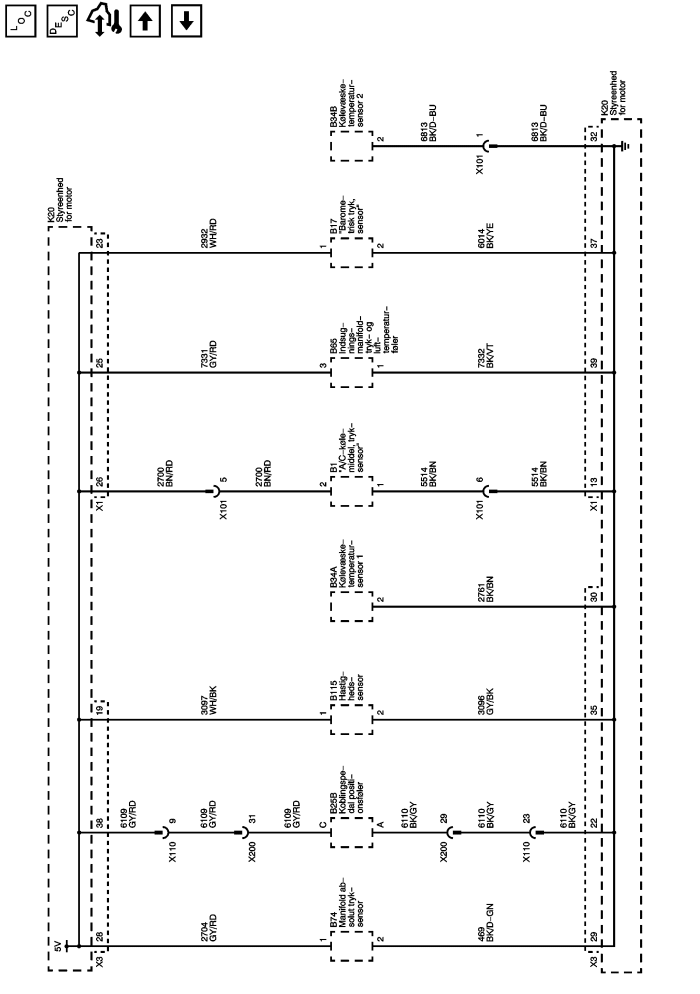 LOC
DESC
5V
K20
Styreenhed
for motor
X3
28
38
19
X1
26
25
23
2704
GY/RD
6109
GY/RD
X110
9
6109
GY/RD
X200
31
6109
GY/RD
3097
WH/BK
2700
BN/RD
X101
5
2700
BN/RD
7331
GY/RD
2932
WH/RD
1
B74
Manifold ab-
solut tryk-
sensor
2
C
B25B
Koblingspe-
dal positi-
onsføler
A
1
B115
Hastig-
heds-
sensor
2
B34A
Kølevæske-
temperatur-
sensor 1
2
2
B1
"A/C-køle-
middel, tryk-
sensor"
1
3
B65
Indsug-
nings-
manifold-
tryk- og
luft-
temperatur-
føler
1
1
B17
"Barome-
trisk tryk,
sensor"
2
B34B
Kølevæske-
temperatur-
sensor 2
2
469
BK/D-GN
6110
BK/GY
X200
29
6110
BK/GY
X110
23
6110
BK/GY
3096
GY/BK
2761
BK/BN
5514
BK/BN
X101
6
5514
BK/BN
7332
BK/VT
6014
BK/YE
6813
BK/D-BU
X101
1
6813
BK/D-BU
X3
29
22
35
30
X1
13
39
37
32
K20
Styreenhed
for motor